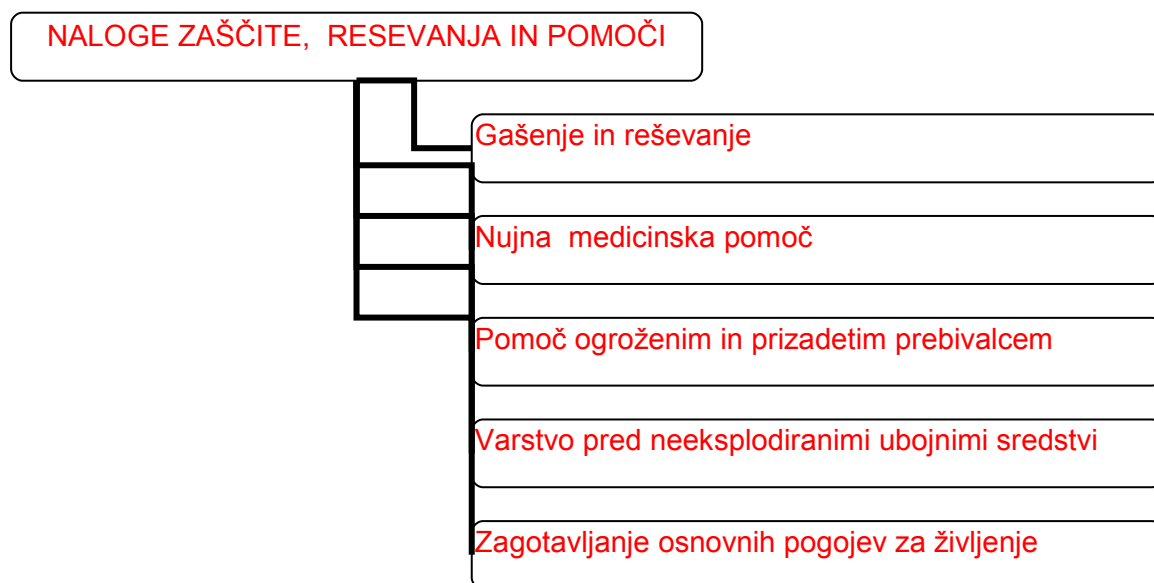 NALOGE ZAŠČITE,  RESEVANJA IN POMOČI
Gašenje in reševanje
Nujna  medicinska pomoč
Pomoč ogroženim in prizadetim prebivalcem
Varstvo pred neeksplodiranimi ubojnimi sredstvi
Zagotavljanje osnovnih pogojev za življenje